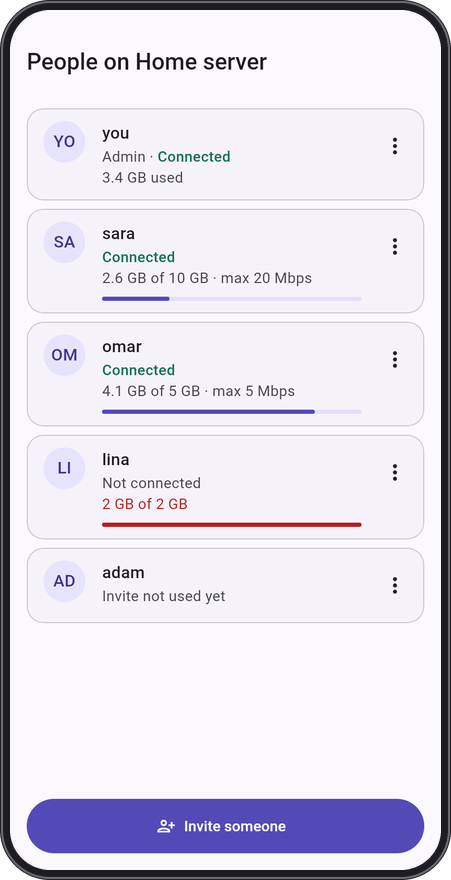 People on Home server
YO
you
Admin · Connected
3.4 GB used
SA
sara
Connected
2.6 GB of 10 GB · max 20 Mbps
OM
omar
Connected
4.1 GB of 5 GB · max 5 Mbps
LI
lina
Not connected
2 GB of 2 GB
AD
adam
Invite not used yet
Invite someone